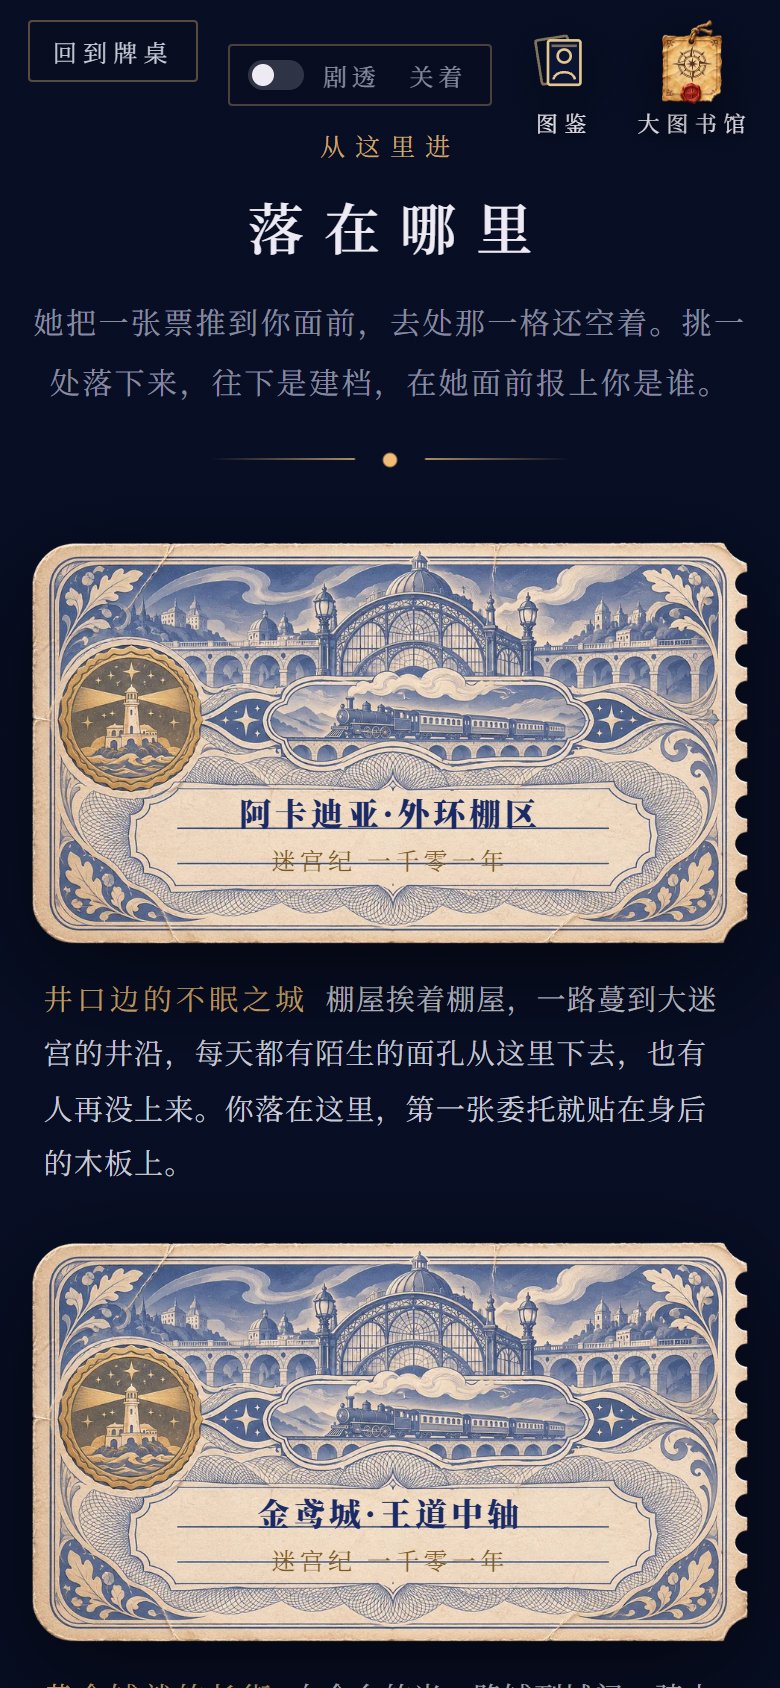 回到牌桌
剧透 关着
图鉴
大图书馆
从这里进
落在哪里
她把一张票推到你面前，去处那一格还空着。挑一
处落下来，往下是建档，在她面前报上你是谁。
阿卡迪亚·外环棚区
迷宫纪 一千零一年
井口边的不眠之城 棚屋挨着棚屋，一路蔓到大迷
宫的井沿，每天都有陌生的面孔从这里下去，也有
人再没上来。你落在这里，第一张委托就贴在身后
的木板上。
金鸢城·王道中轴
迷宫纪 一千零一年